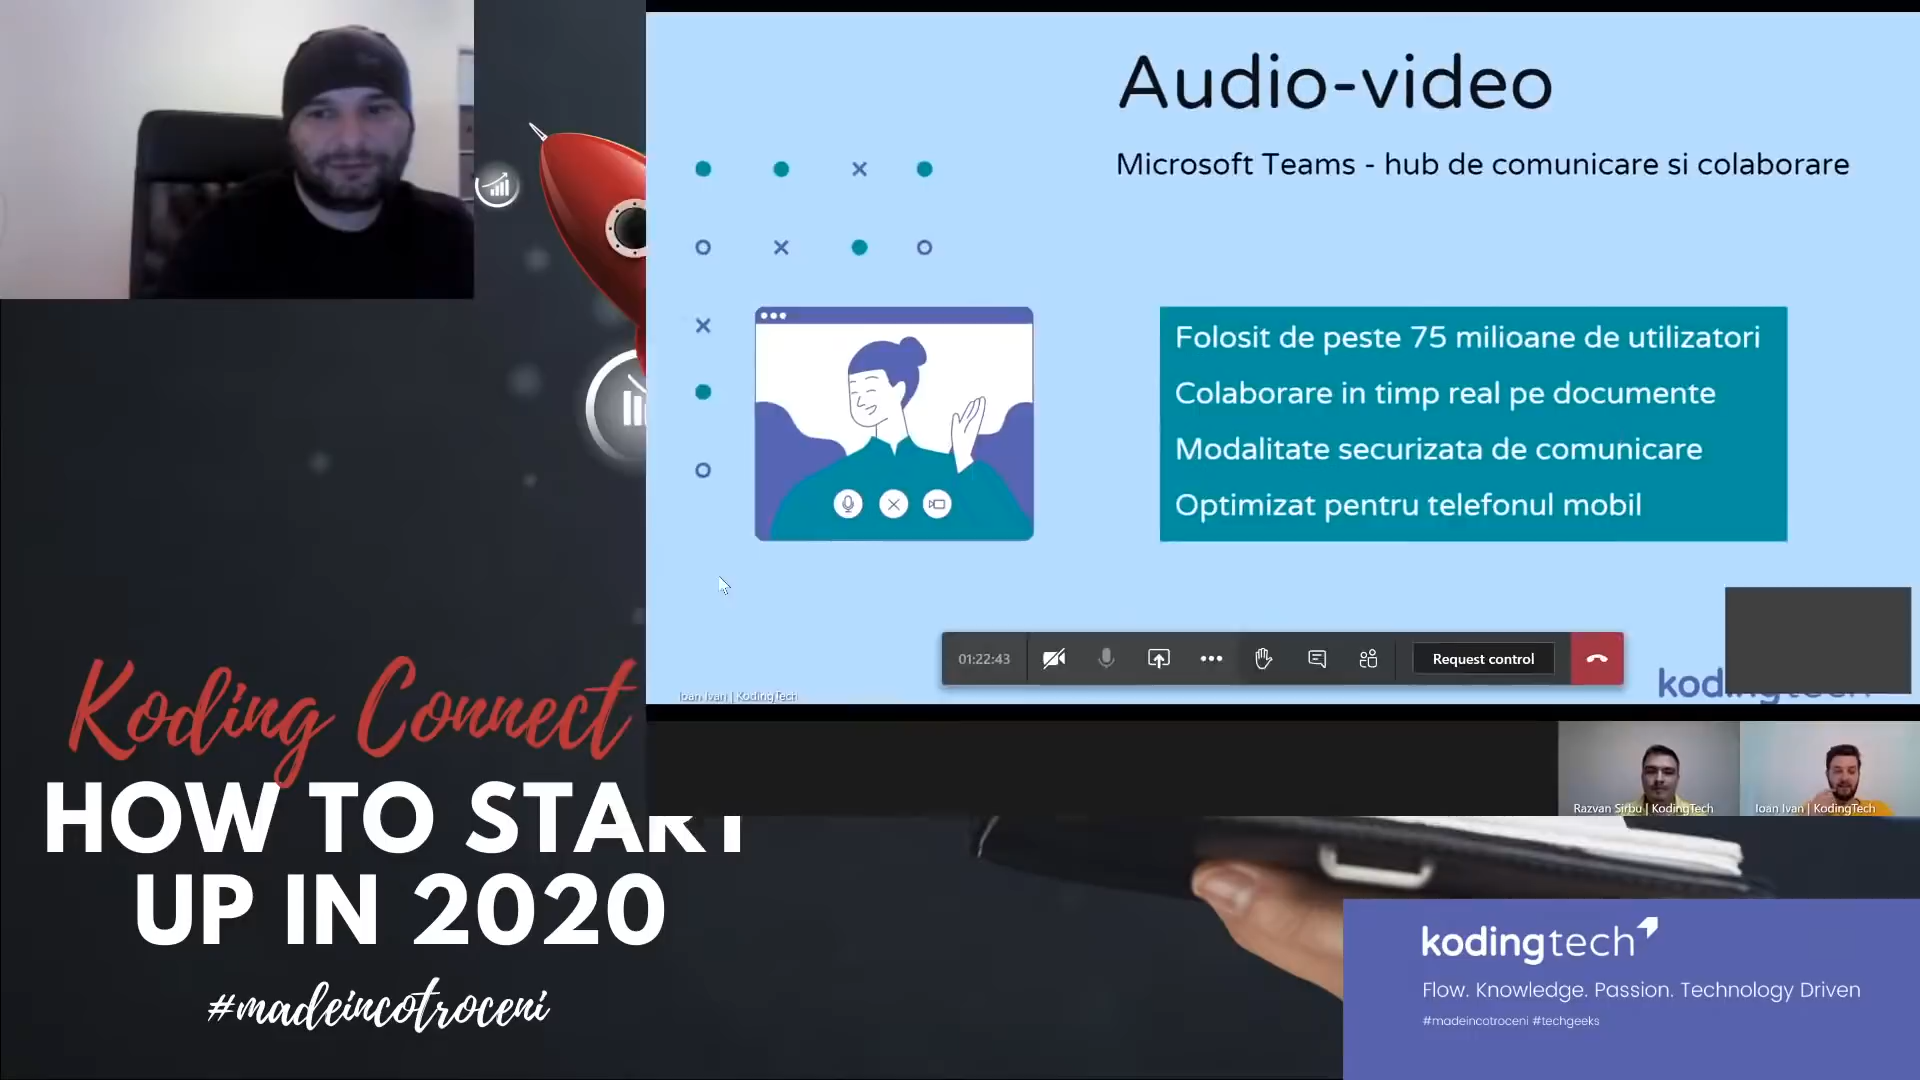 Audio-video
Microsoft Teams - hub de comunicare si colaborare
Folosit de peste 75 milioane de utilizatori
Colaborare in timp real pe documente
Modalitate securizata de comunicare
Optimizat pentru telefonul mobil
01:22:43
Request control
Ioan Ivan | KodingTech
kodingtech
Razvan Sirbu | KodingTech
Ioan Ivan | KodingTech
Koding Connect
HOW TO START
UP IN 2020
#madeincotroceni
kodingtech
Flow. Knowledge. Passion. Technology Driven
#madeincotroceni #techgeeks